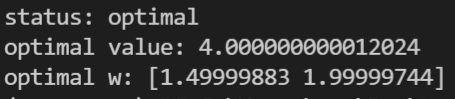 status: optimal
optimal value: 4.000000000012024
optimal w: [1.49999883 1.99999744]